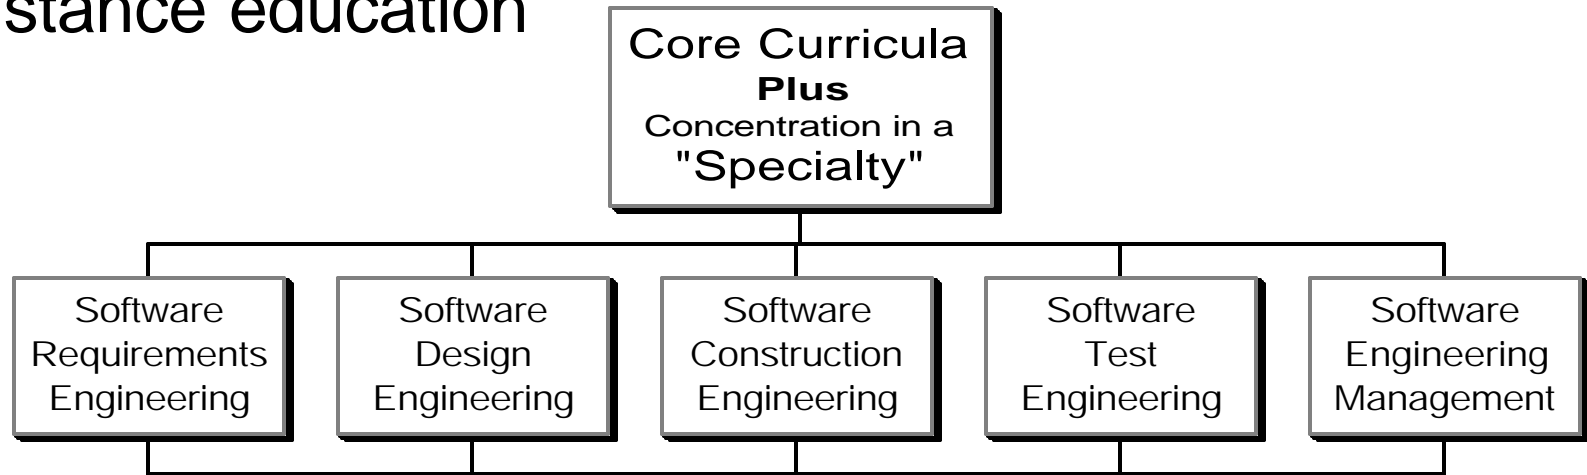 stance education
Core Curricula
Plus
Concentration in a
"Specialty"
Software
Requirements
Engineering
Software
Design
Engineering
Software
Construction
Engineering
Software
Test
Engineering
Software
Engineering
Management